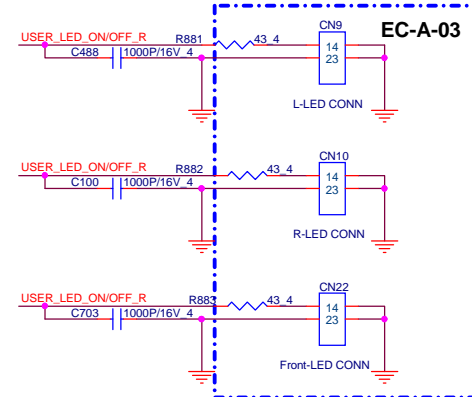 CN9 EC-A-03
USER_LED_ON/OFF_R R881 43_4
C488 1000P/16V_4
14
23
L-LED CONN
CN10
USER_LED_ON/OFF_R R882 43_4
C100 1000P/16V_4
14
23
R-LED CONN
CN22
USER_LED_ON/OFF_R R883 43_4
C703 1000P/16V_4
14
23
Front-LED CONN